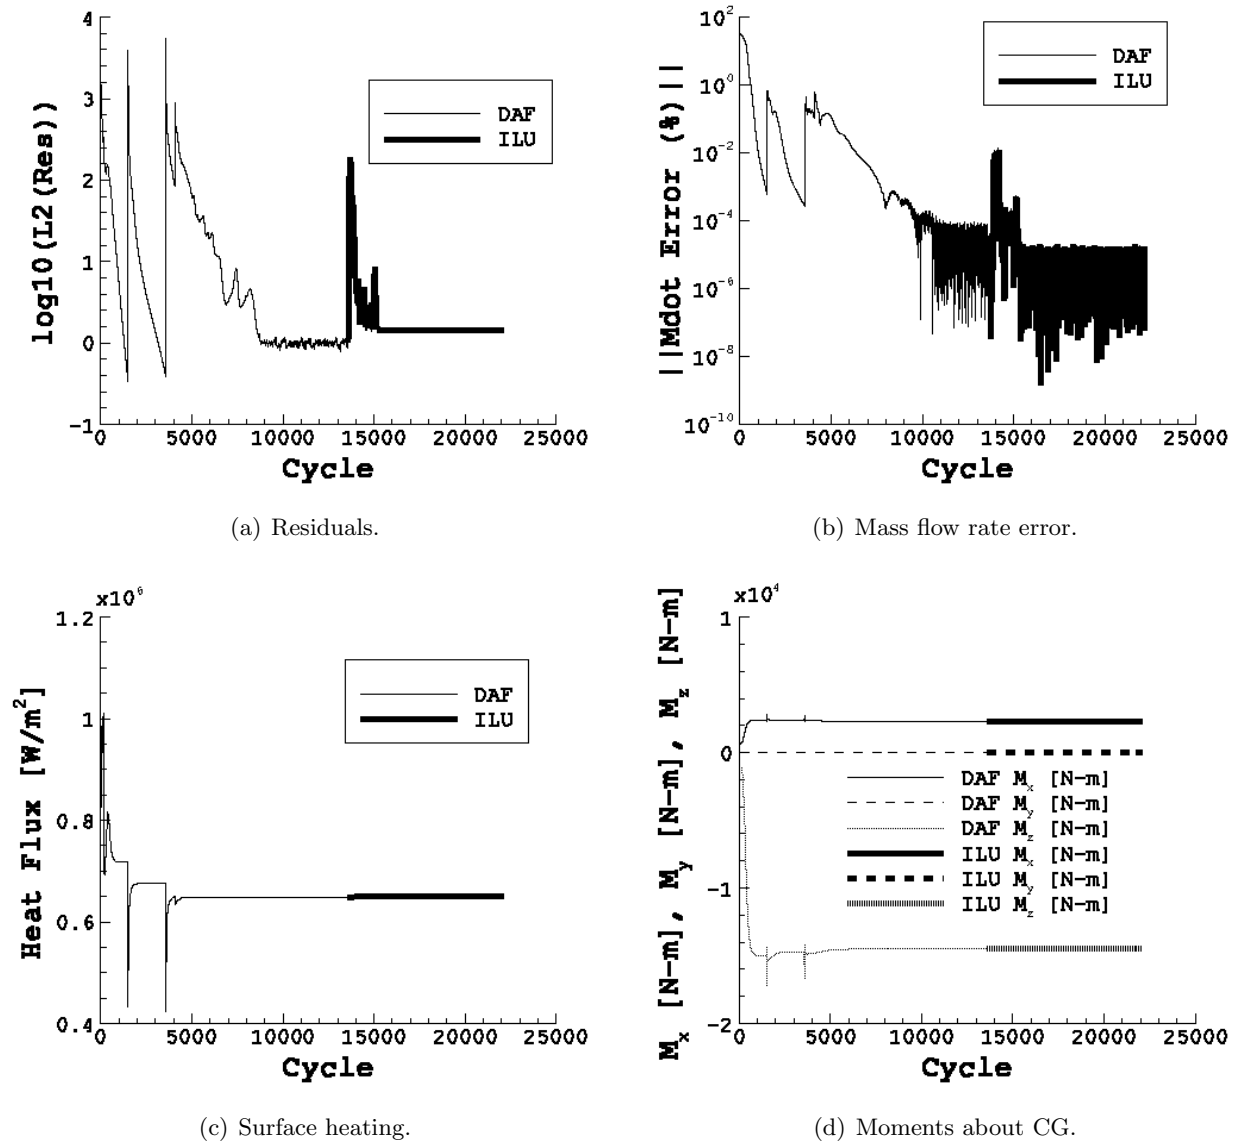 log10(L2(Res))
4
3
2
1
0
-1
DAF
ILU
0 5000 10000 15000 20000 25000
Cycle
(a) Residuals.
||Mdot Error (%)||
10^2
10^0
10^-2
10^-4
10^-6
10^-8
10^-10
DAF
ILU
0 5000 10000 15000 20000 25000
Cycle
(b) Mass flow rate error.
Heat Flux [W/m^2]
x10^6
1.2
1
0.8
0.6
0.4
DAF
ILU
0 5000 10000 15000 20000 25000
Cycle
(c) Surface heating.
M_x [N-m], M_y [N-m], M_z [N-m]
x10^4
1
0
-1
-2
DAF M_x [N-m]
DAF M_y [N-m]
DAF M_z [N-m]
ILU M_x [N-m]
ILU M_y [N-m]
ILU M_z [N-m]
0 5000 10000 15000 20000 25000
Cycle
(d) Moments about CG.